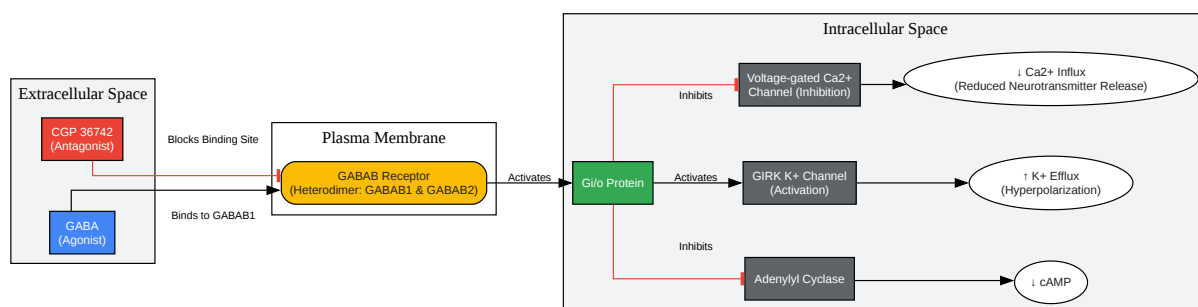 Extracellular Space
CGP 36742
(Antagonist)
GABA
(Agonist)
Blocks Binding Site
Binds to GABAB1
Plasma Membrane
GABAB Receptor
(Heterodimer: GABAB1 & GABAB2)
Activates
Intracellular Space
Gi/o Protein
Inhibits
Voltage-gated Ca2+
Channel (Inhibition)
↓ Ca2+ Influx
(Reduced Neurotransmitter Release)
Activates
GIRK K+ Channel
(Activation)
↑ K+ Efflux
(Hyperpolarization)
Inhibits
Adenylyl Cyclase
↓ cAMP